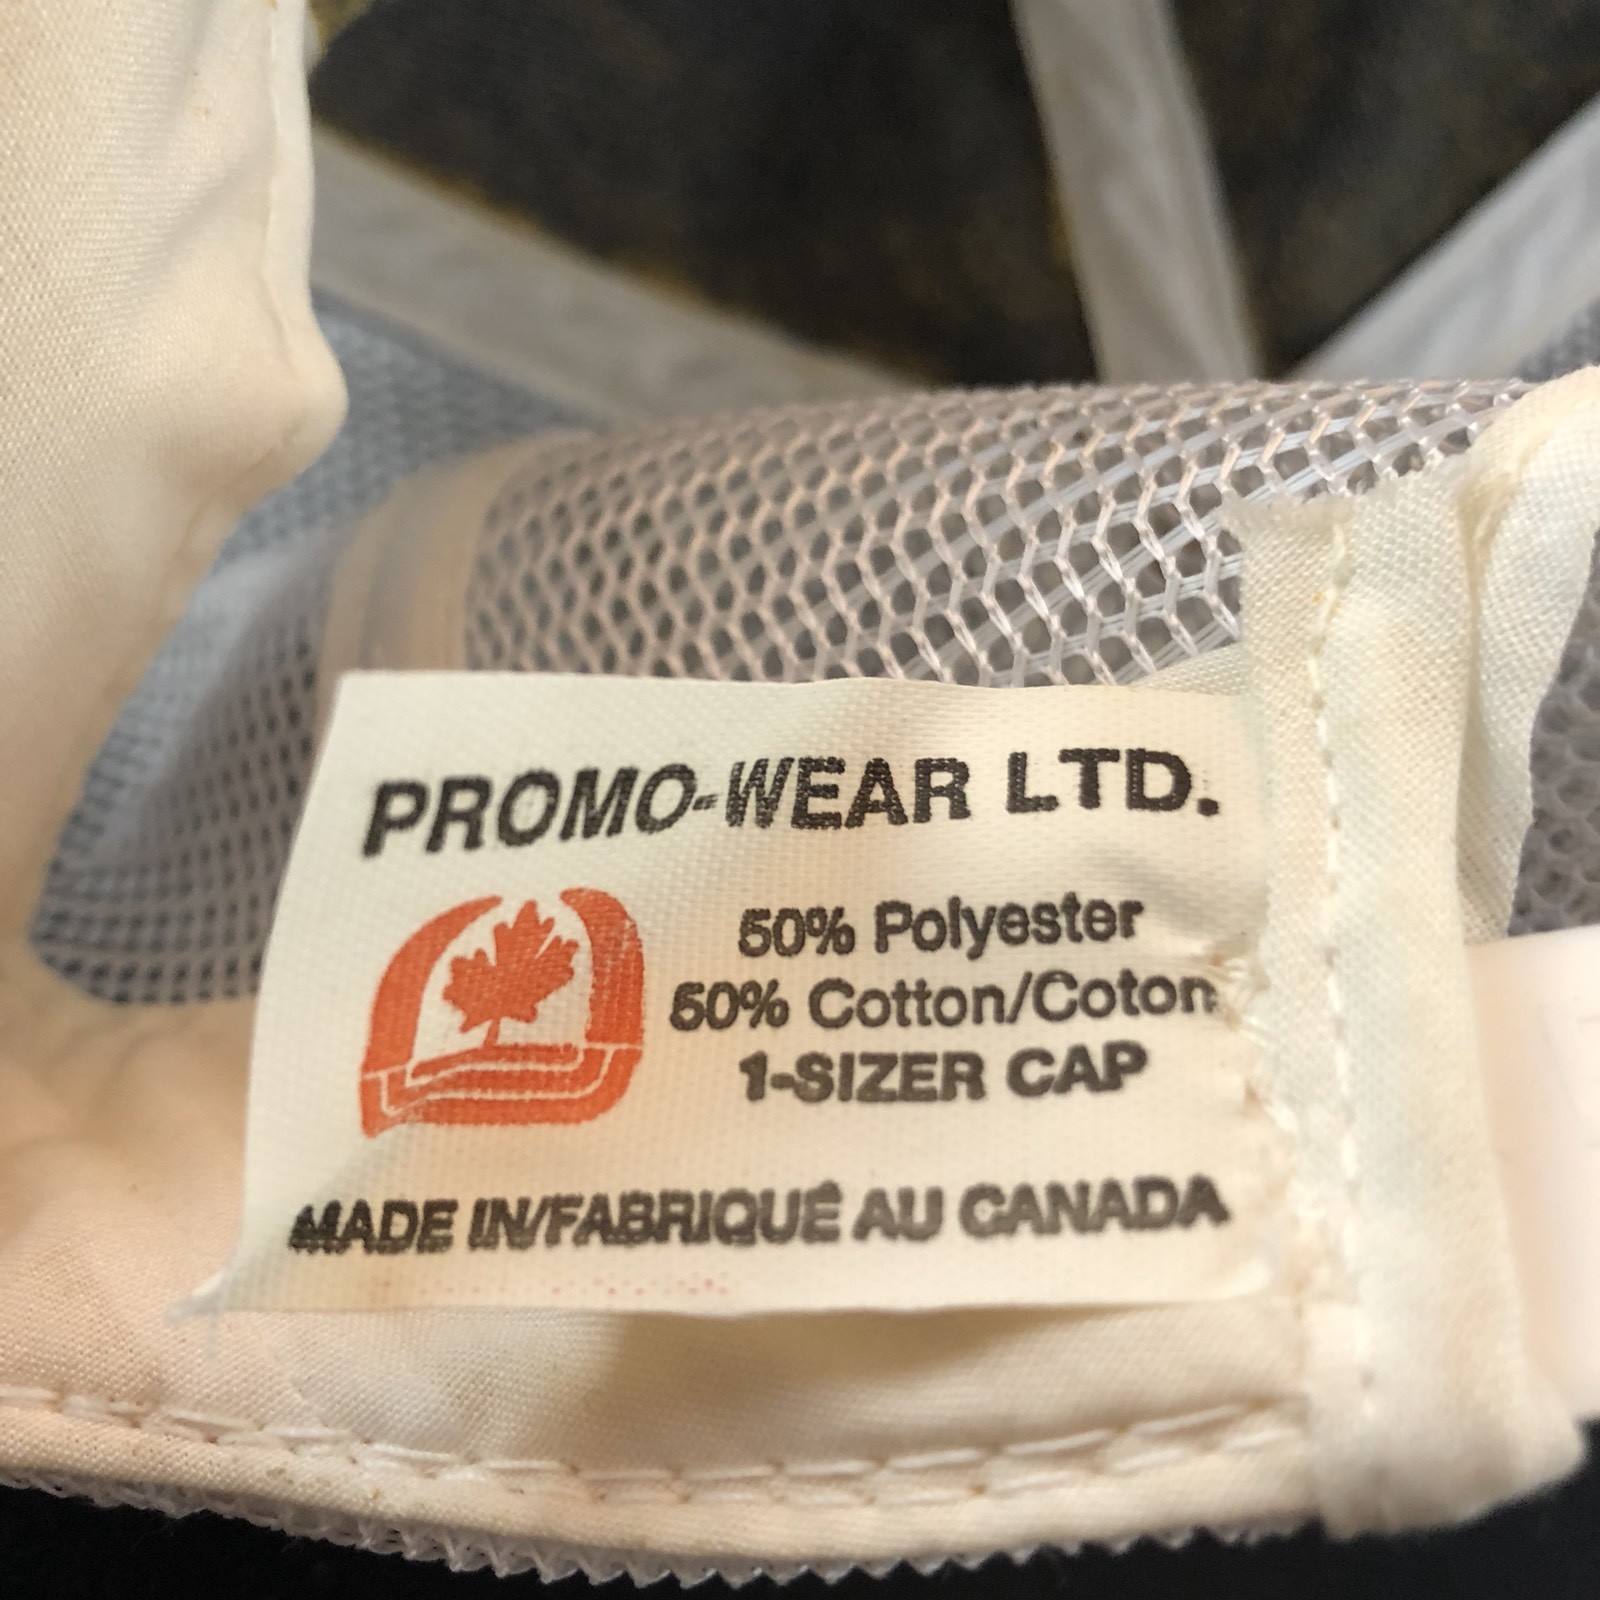 PROMO-WEAR LTD.
50% Polyester
50% Cotton/Coton
1-SIZER CAP
MADE IN/FABRIQUÉ AU CANADA